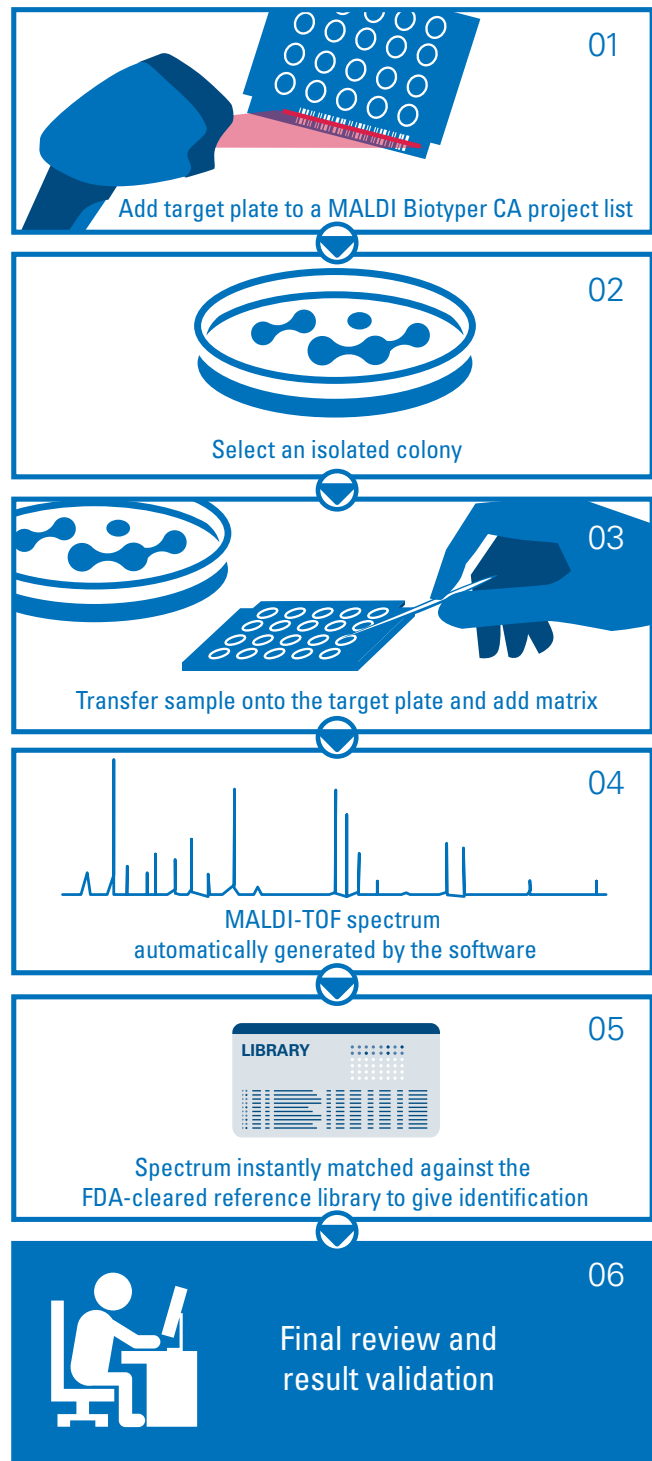 01
Add target plate to a MALDI Biotyper CA project list
02
Select an isolated colony
03
Transfer sample onto the target plate and add matrix
04
MALDI-TOF spectrum
automatically generated by the software
05
LIBRARY
Spectrum instantly matched against the
FDA-cleared reference library to give identification
06
Final review and
result validation